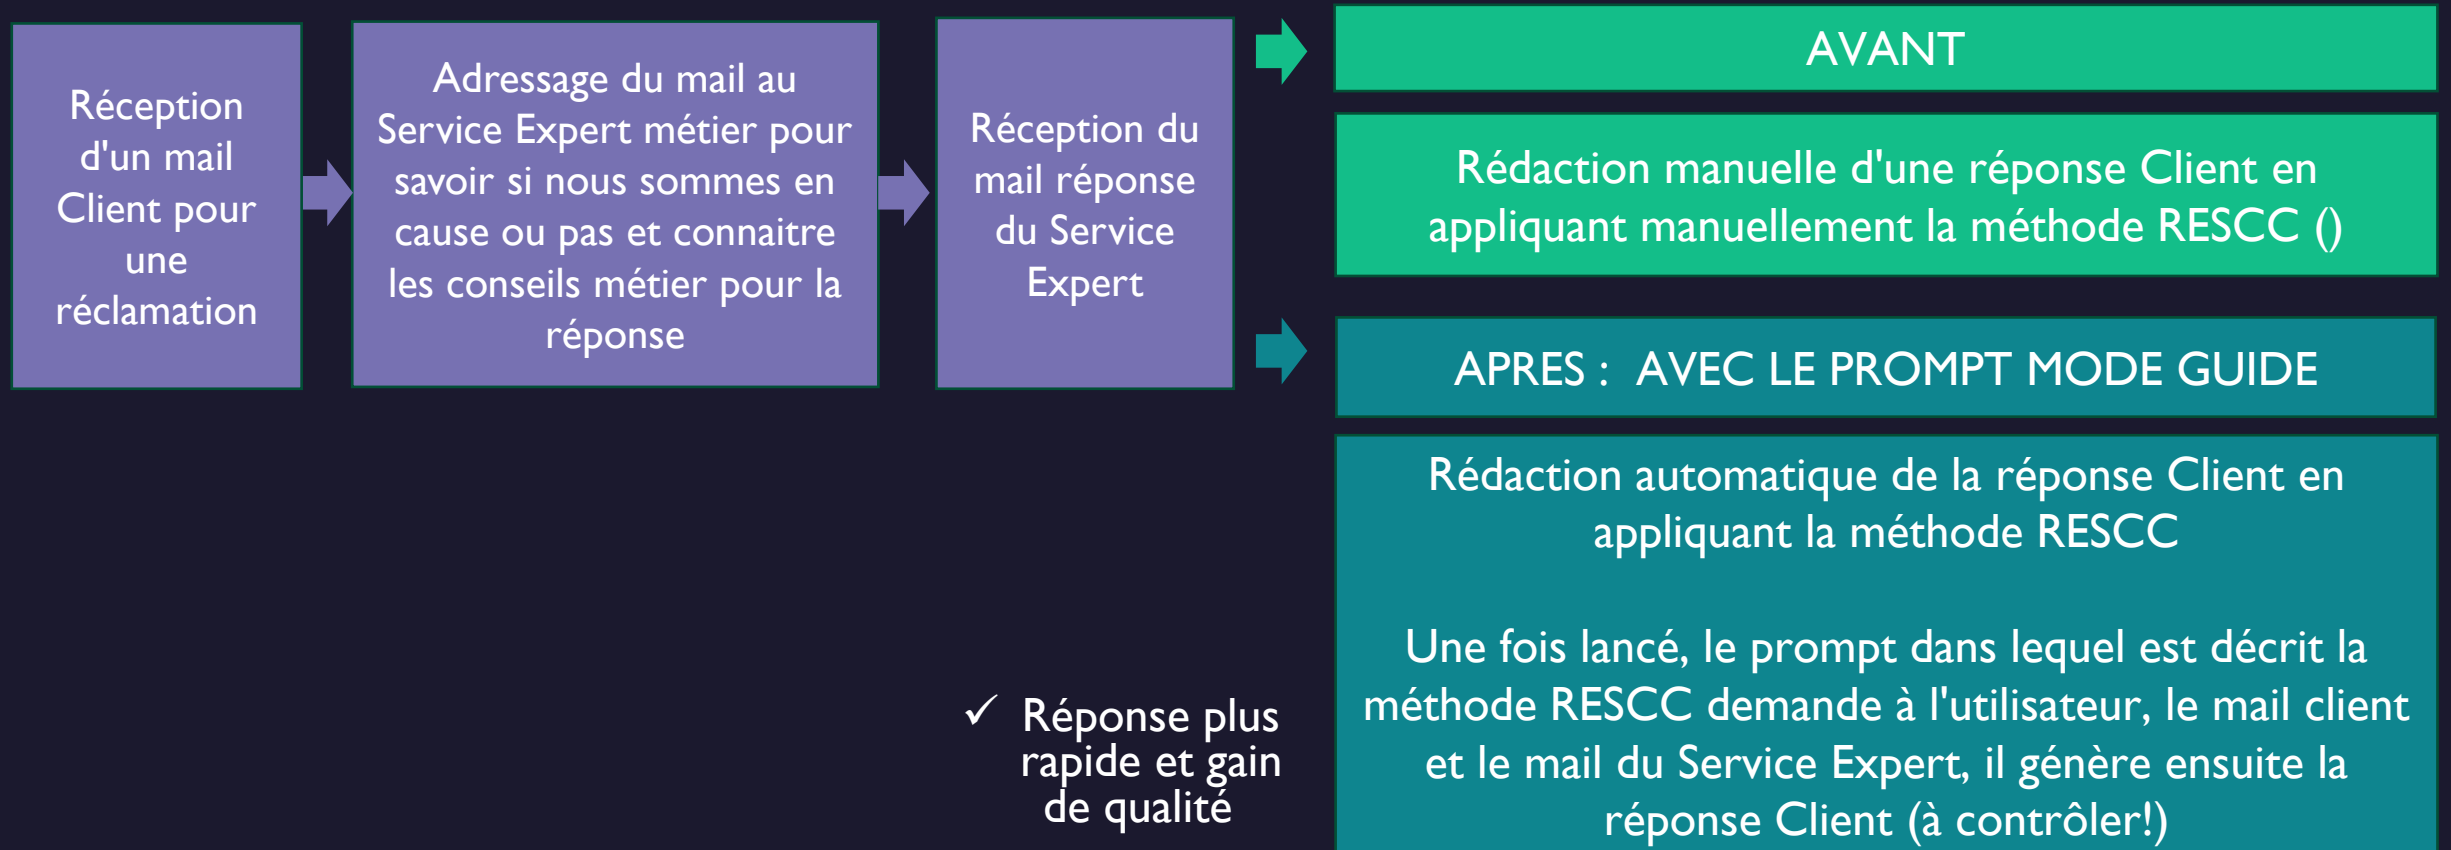 Réception
d'un mail
Client pour
une
réclamation
Adressage du mail au
Service Expert métier pour
savoir si nous sommes en
cause ou pas et connaitre
les conseils métier pour la
réponse
Réception du
mail réponse
du Service
Expert
AVANT
Rédaction manuelle d'une réponse Client en
appliquant manuellement la méthode RESCC ()
APRES : AVEC LE PROMPT MODE GUIDE
Rédaction automatique de la réponse Client en
appliquant la méthode RESCC
Une fois lancé, le prompt dans lequel est décrit la
méthode RESCC demande à l'utilisateur, le mail client
et le mail du Service Expert, il génère ensuite la
réponse Client (à contrôler!)
✓ Réponse plus
rapide et gain
de qualité